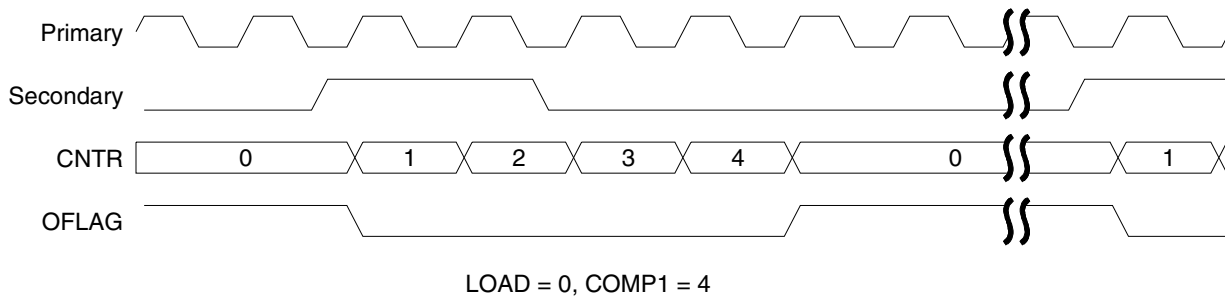 Primary
Secondary
CNTR 0 1 2 3 4 0 1
OFLAG
LOAD = 0, COMP1 = 4